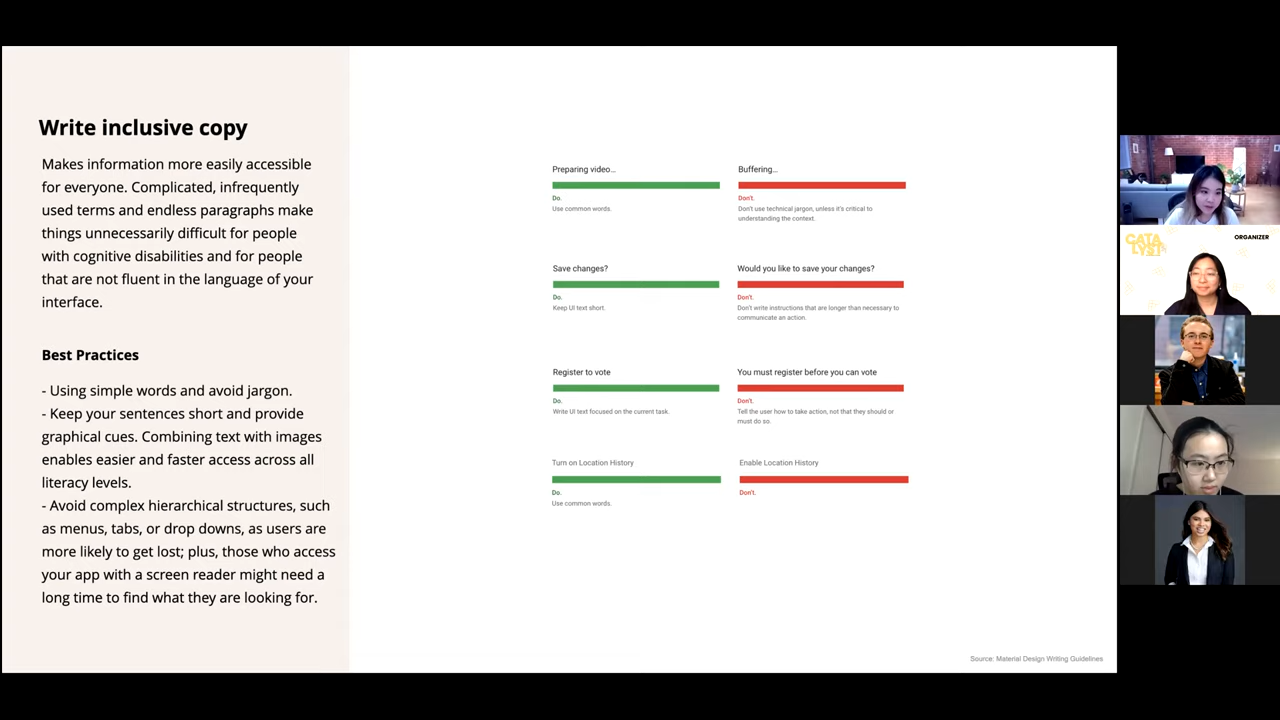 Write inclusive copy
Makes information more easily accessible
for everyone. Complicated, infrequently
used terms and endless paragraphs make
things unnecessarily difficult for people
with cognitive disabilities and for people
that are not fluent in the language of your
interface.
Best Practices
- Using simple words and avoid jargon.
- Keep your sentences short and provide
graphical cues. Combining text with images
enables easier and faster access across all
literacy levels.
- Avoid complex hierarchical structures, such
as menus, tabs, or drop downs, as users are
more likely to get lost; plus, those who access
your app with a screen reader might need a
long time to find what they are looking for.
Preparing video...
Do.
Use common words.
Buffering...
Don't.
Don't use technical jargon, unless it's critical to
understanding the context.
Save changes?
Do.
Keep UI text short.
Would you like to save your changes?
Don't.
Don't write instructions that are longer than necessary to
communicate an action.
Register to vote
Do.
Write UI text focused on the current task.
You must register before you can vote
Don't.
Tell the user how to take action, not that they should or
must do so.
Turn on Location History
Do.
Use common words.
Enable Location History
Don't.
Source: Material Design Writing Guidelines
CATA
LYST
ORGANIZER